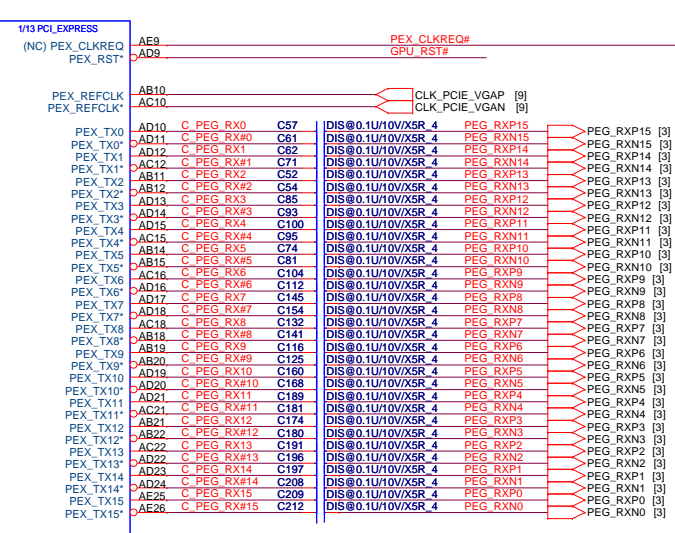 1/13 PCI_EXPRESS
(NC) PEX_CLKREQ AE9 PEX_CLKREQ#
PEX_RST* AD9 GPU_RST#
PEX_REFCLK AB10 CLK_PCIE_VGAP [9]
PEX_REFCLK* AC10 CLK_PCIE_VGAN [9]
PEX_TX0 AD10 C_PEG_RX0 C57 DIS@0.1U/10V/X5R_4 PEG_RXP15 PEG_RXP15 [3]
PEX_TX0* AD11 C_PEG_RX#0 C61 DIS@0.1U/10V/X5R_4 PEG_RXN15 PEG_RXN15 [3]
PEX_TX1 AD12 C_PEG_RX1 C62 DIS@0.1U/10V/X5R_4 PEG_RXP14 PEG_RXP14 [3]
PEX_TX1* AC12 C_PEG_RX#1 C71 DIS@0.1U/10V/X5R_4 PEG_RXN14 PEG_RXN14 [3]
PEX_TX2 AB11 C_PEG_RX2 C52 DIS@0.1U/10V/X5R_4 PEG_RXP13 PEG_RXP13 [3]
PEX_TX2* AB12 C_PEG_RX#2 C54 DIS@0.1U/10V/X5R_4 PEG_RXN13 PEG_RXN13 [3]
PEX_TX3 AD13 C_PEG_RX3 C85 DIS@0.1U/10V/X5R_4 PEG_RXP12 PEG_RXP12 [3]
PEX_TX3* AD14 C_PEG_RX#3 C93 DIS@0.1U/10V/X5R_4 PEG_RXN12 PEG_RXN12 [3]
PEX_TX4 AD15 C_PEG_RX4 C100 DIS@0.1U/10V/X5R_4 PEG_RXP11 PEG_RXP11 [3]
PEX_TX4* AC15 C_PEG_RX#4 C95 DIS@0.1U/10V/X5R_4 PEG_RXN11 PEG_RXN11 [3]
PEX_TX5 AB14 C_PEG_RX5 C74 DIS@0.1U/10V/X5R_4 PEG_RXP10 PEG_RXP10 [3]
PEX_TX5* AB15 C_PEG_RX#5 C81 DIS@0.1U/10V/X5R_4 PEG_RXN10 PEG_RXN10 [3]
PEX_TX6 AC16 C_PEG_RX6 C104 DIS@0.1U/10V/X5R_4 PEG_RXP9 PEG_RXP9 [3]
PEX_TX6* AD16 C_PEG_RX#6 C112 DIS@0.1U/10V/X5R_4 PEG_RXN9 PEG_RXN9 [3]
PEX_TX7 AD17 C_PEG_RX7 C145 DIS@0.1U/10V/X5R_4 PEG_RXP8 PEG_RXP8 [3]
PEX_TX7* AD18 C_PEG_RX#7 C154 DIS@0.1U/10V/X5R_4 PEG_RXN8 PEG_RXN8 [3]
PEX_TX8 AC18 C_PEG_RX8 C132 DIS@0.1U/10V/X5R_4 PEG_RXP7 PEG_RXP7 [3]
PEX_TX8* AB18 C_PEG_RX#8 C141 DIS@0.1U/10V/X5R_4 PEG_RXN7 PEG_RXN7 [3]
PEX_TX9 AB19 C_PEG_RX9 C116 DIS@0.1U/10V/X5R_4 PEG_RXP6 PEG_RXP6 [3]
PEX_TX9* AB20 C_PEG_RX#9 C125 DIS@0.1U/10V/X5R_4 PEG_RXN6 PEG_RXN6 [3]
PEX_TX10 AD19 C_PEG_RX10 C160 DIS@0.1U/10V/X5R_4 PEG_RXP5 PEG_RXP5 [3]
PEX_TX10* AD20 C_PEG_RX#10 C168 DIS@0.1U/10V/X5R_4 PEG_RXN5 PEG_RXN5 [3]
PEX_TX11 AD21 C_PEG_RX11 C189 DIS@0.1U/10V/X5R_4 PEG_RXP4 PEG_RXP4 [3]
PEX_TX11* AC21 C_PEG_RX#11 C181 DIS@0.1U/10V/X5R_4 PEG_RXN4 PEG_RXN4 [3]
PEX_TX12 AB21 C_PEG_RX12 C174 DIS@0.1U/10V/X5R_4 PEG_RXP3 PEG_RXP3 [3]
PEX_TX12* AB22 C_PEG_RX#12 C180 DIS@0.1U/10V/X5R_4 PEG_RXN3 PEG_RXN3 [3]
PEX_TX13 AC22 C_PEG_RX13 C191 DIS@0.1U/10V/X5R_4 PEG_RXP2 PEG_RXP2 [3]
PEX_TX13* AD22 C_PEG_RX#13 C196 DIS@0.1U/10V/X5R_4 PEG_RXN2 PEG_RXN2 [3]
PEX_TX14 AD23 C_PEG_RX14 C197 DIS@0.1U/10V/X5R_4 PEG_RXP1 PEG_RXP1 [3]
PEX_TX14* AD24 C_PEG_RX#14 C208 DIS@0.1U/10V/X5R_4 PEG_RXN1 PEG_RXN1 [3]
PEX_TX15 AE25 C_PEG_RX15 C209 DIS@0.1U/10V/X5R_4 PEG_RXP0 PEG_RXP0 [3]
PEX_TX15* AE26 C_PEG_RX#15 C212 DIS@0.1U/10V/X5R_4 PEG_RXN0 PEG_RXN0 [3]